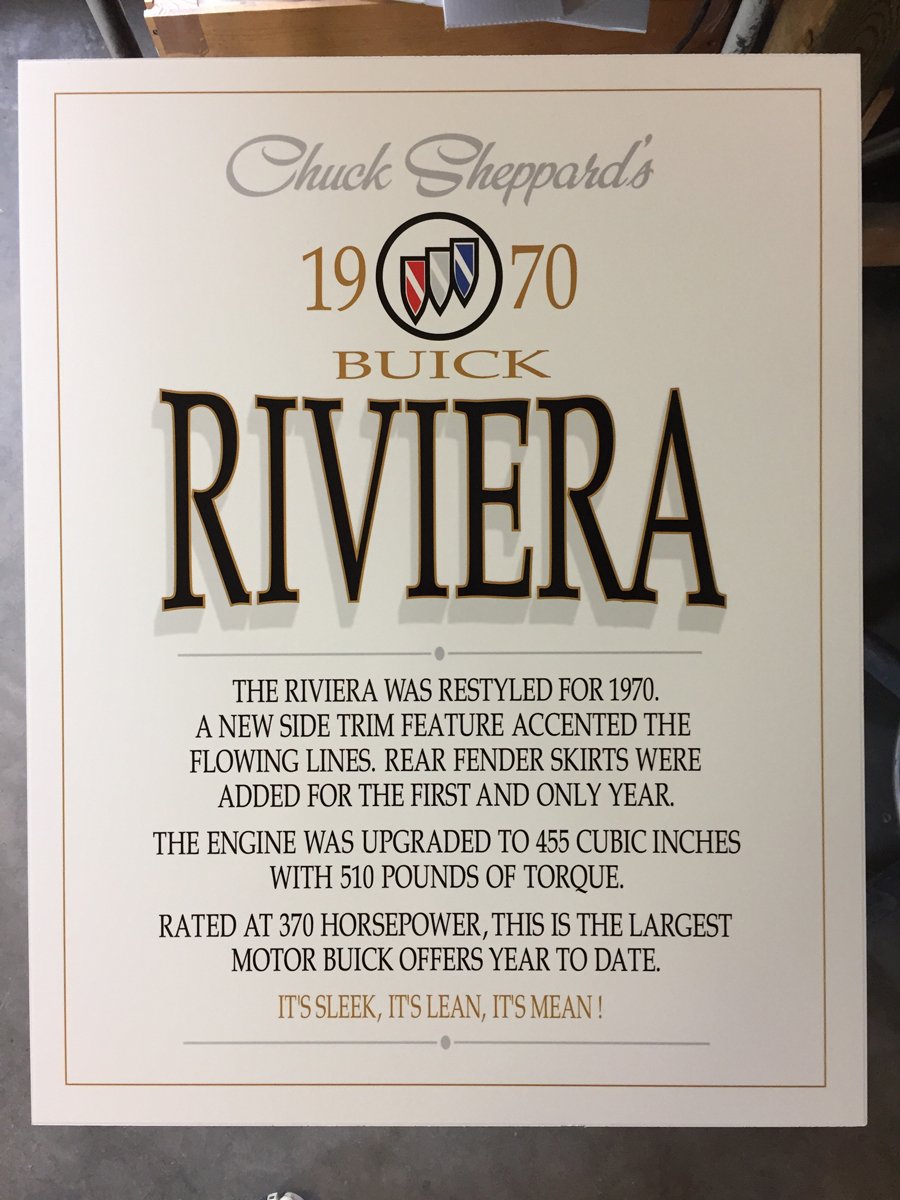 Chuck Sheppard's
1970
BUICK
RIVIERA
THE RIVIERA WAS RESTYLED FOR 1970.
A NEW SIDE TRIM FEATURE ACCENTED THE
FLOWING LINES. REAR FENDER SKIRTS WERE
ADDED FOR THE FIRST AND ONLY YEAR.
THE ENGINE WAS UPGRADED TO 455 CUBIC INCHES
WITH 510 POUNDS OF TORQUE.
RATED AT 370 HORSEPOWER, THIS IS THE LARGEST
MOTOR BUICK OFFERS YEAR TO DATE.
IT'S SLEEK, IT'S LEAN, IT'S MEAN !